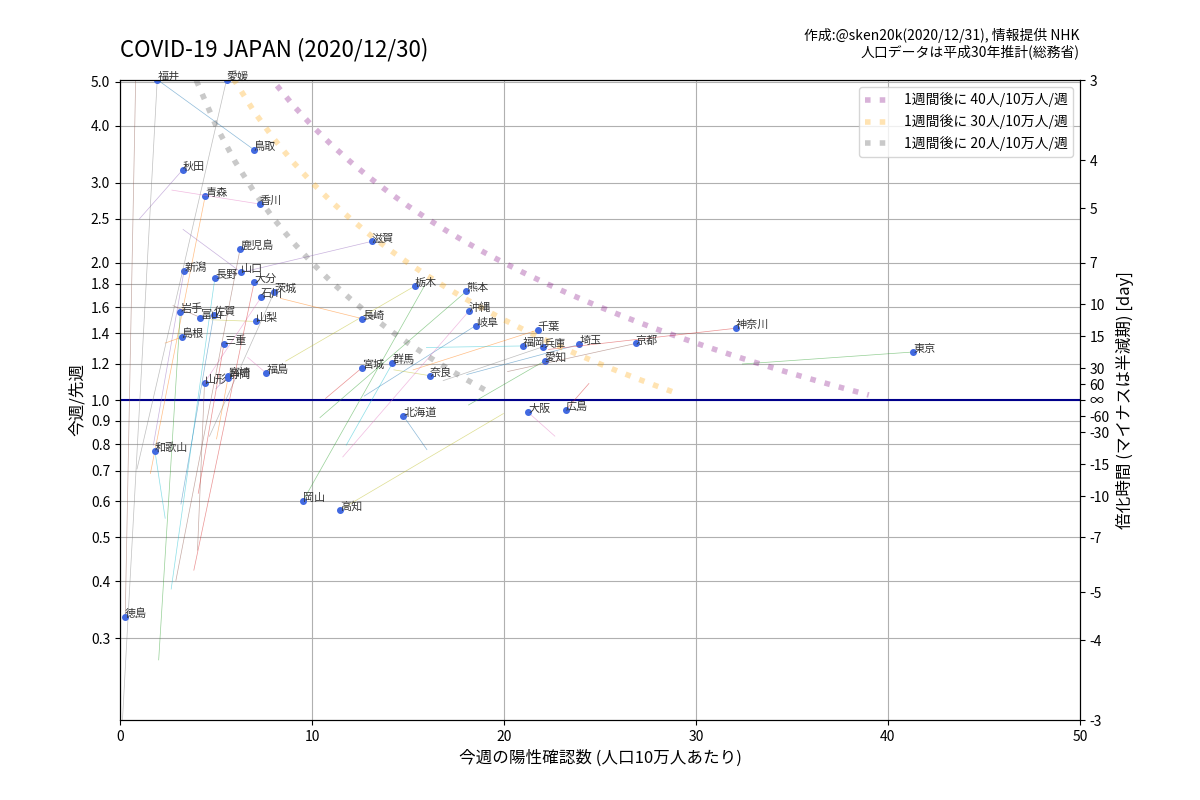 COVID-19 JAPAN (2020/12/30)
作成:@sken20k(2020/12/31), 情報提供 NHK
人口データは平成30年推計(総務省)
1週間後に 40人/10万人/週
1週間後に 30人/10万人/週
1週間後に 20人/10万人/週
福井
愛媛
鳥取
秋田
青森
香川
鹿児島
滋賀
新潟
山口
長野
大分
石川
茨城
栃木
熊本
岩手
富山
佐賀
山梨
長崎
沖縄
岐阜
千葉
神奈川
島根
三重
福岡
兵庫
埼玉
京都
東京
群馬
愛知
宮城
福島
奈良
山形
宮崎
静岡
北海道
大阪
広島
和歌山
岡山
高知
徳島
5.0
4.0
3.0
2.5
2.0
1.8
1.6
1.4
1.2
1.0
0.9
0.8
0.7
0.6
0.5
0.4
0.3
今週/先週
3
4
5
7
10
15
30
60
∞
-60
-30
-15
-10
-7
-5
-4
-3
倍化時間 (マイナスは半減期) [day]
0 10 20 30 40 50
今週の陽性確認数 (人口10万人あたり)